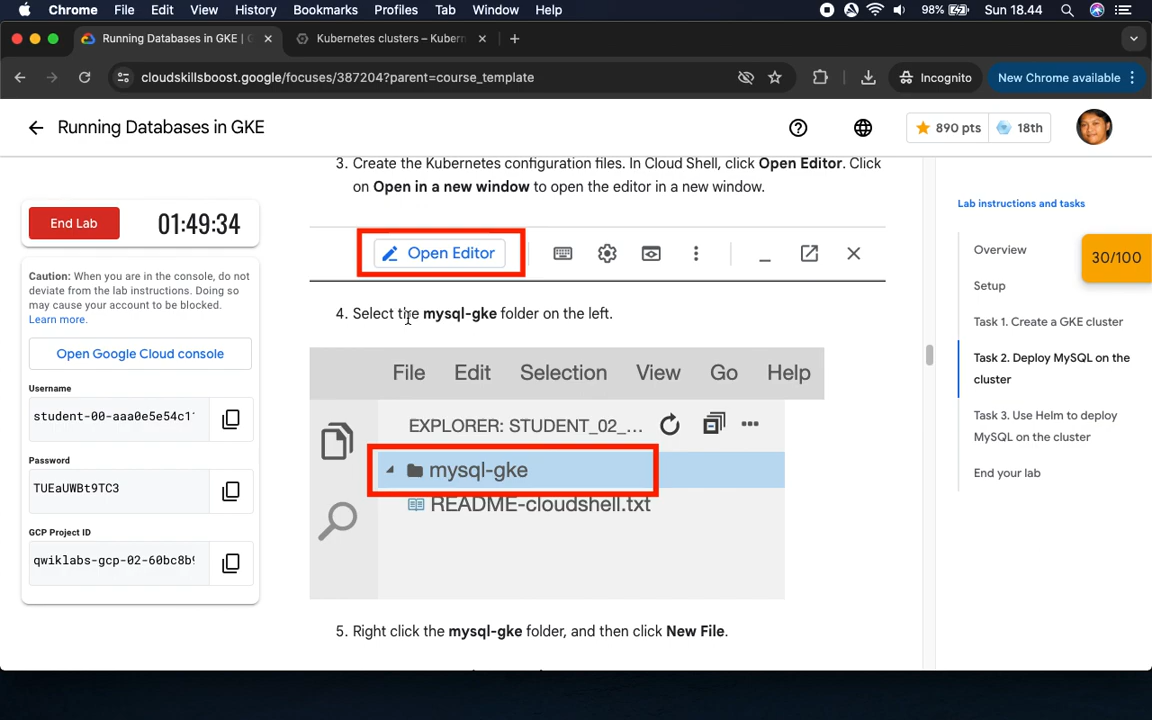 Chrome File Edit View History Bookmarks Profiles Tab Window Help 98% Sun 18.44
Running Databases in GKE | Kubernetes clusters – Kuber
cloudskillsboost.google/focuses/387204?parent=course_template Incognito New Chrome available
Running Databases in GKE 890 pts 18th
End Lab 01:49:34
Caution: When you are in the console, do not
deviate from the lab instructions. Doing so
may cause your account to be blocked.
Learn more.
Open Google Cloud console
Username
student-00-aaa0e5e54c1
Password
TUEaUWBt9TC3
GCP Project ID
qwiklabs-gcp-02-60bc8b
3. Create the Kubernetes configuration files. In Cloud Shell, click Open Editor. Click
on Open in a new window to open the editor in a new window.
Open Editor
4. Select the mysql-gke folder on the left.
File Edit Selection View Go Help
EXPLORER: STUDENT_02_...
mysql-gke
README-cloudshell.txt
5. Right click the mysql-gke folder, and then click New File.
Lab instructions and tasks
Overview
30/100
Setup
Task 1. Create a GKE cluster
Task 2. Deploy MySQL on the
cluster
Task 3. Use Helm to deploy
MySQL on the cluster
End your lab